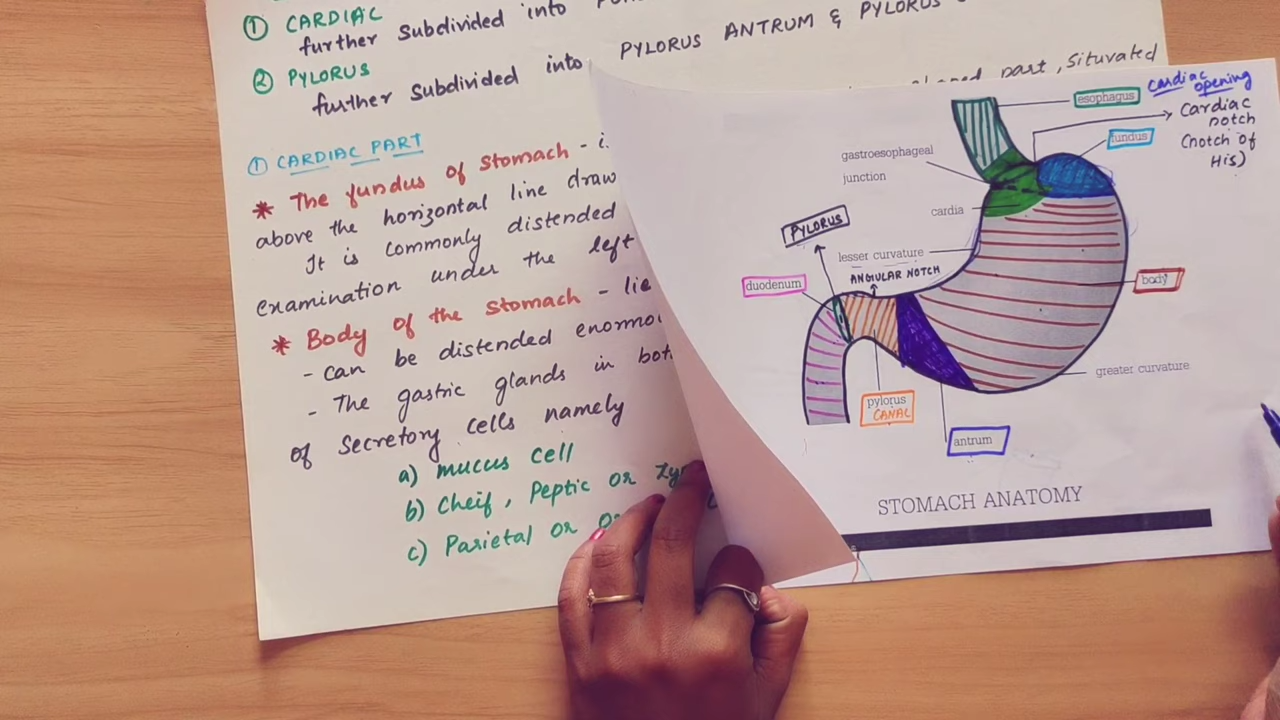 ① CARDIAC
further subdivided into
② PYLORUS
further subdivided into PYLORUS ANTRUM & PYLORUS
part, situvated
① CARDIAC PART
* The fundus of stomach -
above the horizontal line draw
It is commonly distended
examination under the left
* Body of the stomach - lie
- can be distended enormo
- The gastric glands in bot
of secretory cells namely
a) mucus cell
b) Cheif, Peptic or Zy
c) Parietal or o
cardiac opening
esophagus
Cardiac
notch
(notch of
His)
fundus
gastroesophageal
junction
cardia
PYLORUS
lesser curvature
ANGULAR NOTCH
duodenum
body
greater curvature
pylorus
CANAL
antrum
STOMACH ANATOMY